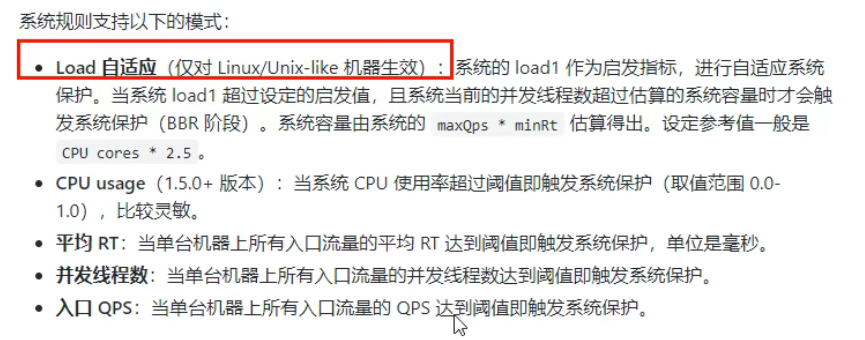 系统规则支持以下的模式：
• Load 自适应（仅对 Linux/Unix-like 机器生效）：系统的 load1 作为启发指标，进行自适应系统
保护。当系统 load1 超过设定的启发值，且系统当前的并发线程数超过估算的系统容量时才会触
发系统保护（BBR 阶段）。系统容量由系统的 maxQps * minRt 估算得出。设定参考值一般是
CPU cores * 2.5。
• CPU usage（1.5.0+ 版本）：当系统 CPU 使用率超过阈值即触发系统保护（取值范围 0.0-
1.0），比较灵敏。
• 平均 RT：当单台机器上所有入口流量的平均 RT 达到阈值即触发系统保护，单位是毫秒。
• 并发线程数：当单台机器上所有入口流量的并发线程数达到阈值即触发系统保护。
• 入口 QPS：当单台机器上所有入口流量的 QPS 达到阈值即触发系统保护。